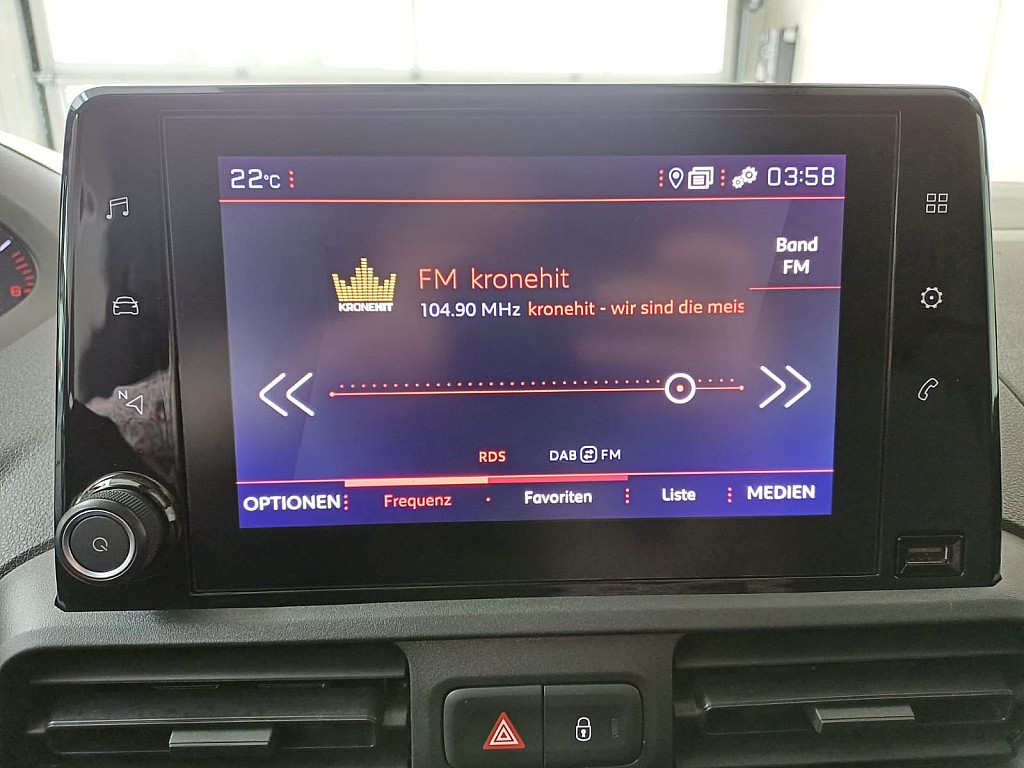 22°C
03:58
Band
FM
KRONEHIT
FM kronehit
104.90 MHz kronehit - wir sind die meis
RDS
DAB FM
OPTIONEN
Frequenz
Favoriten
Liste
MEDIEN
N
6